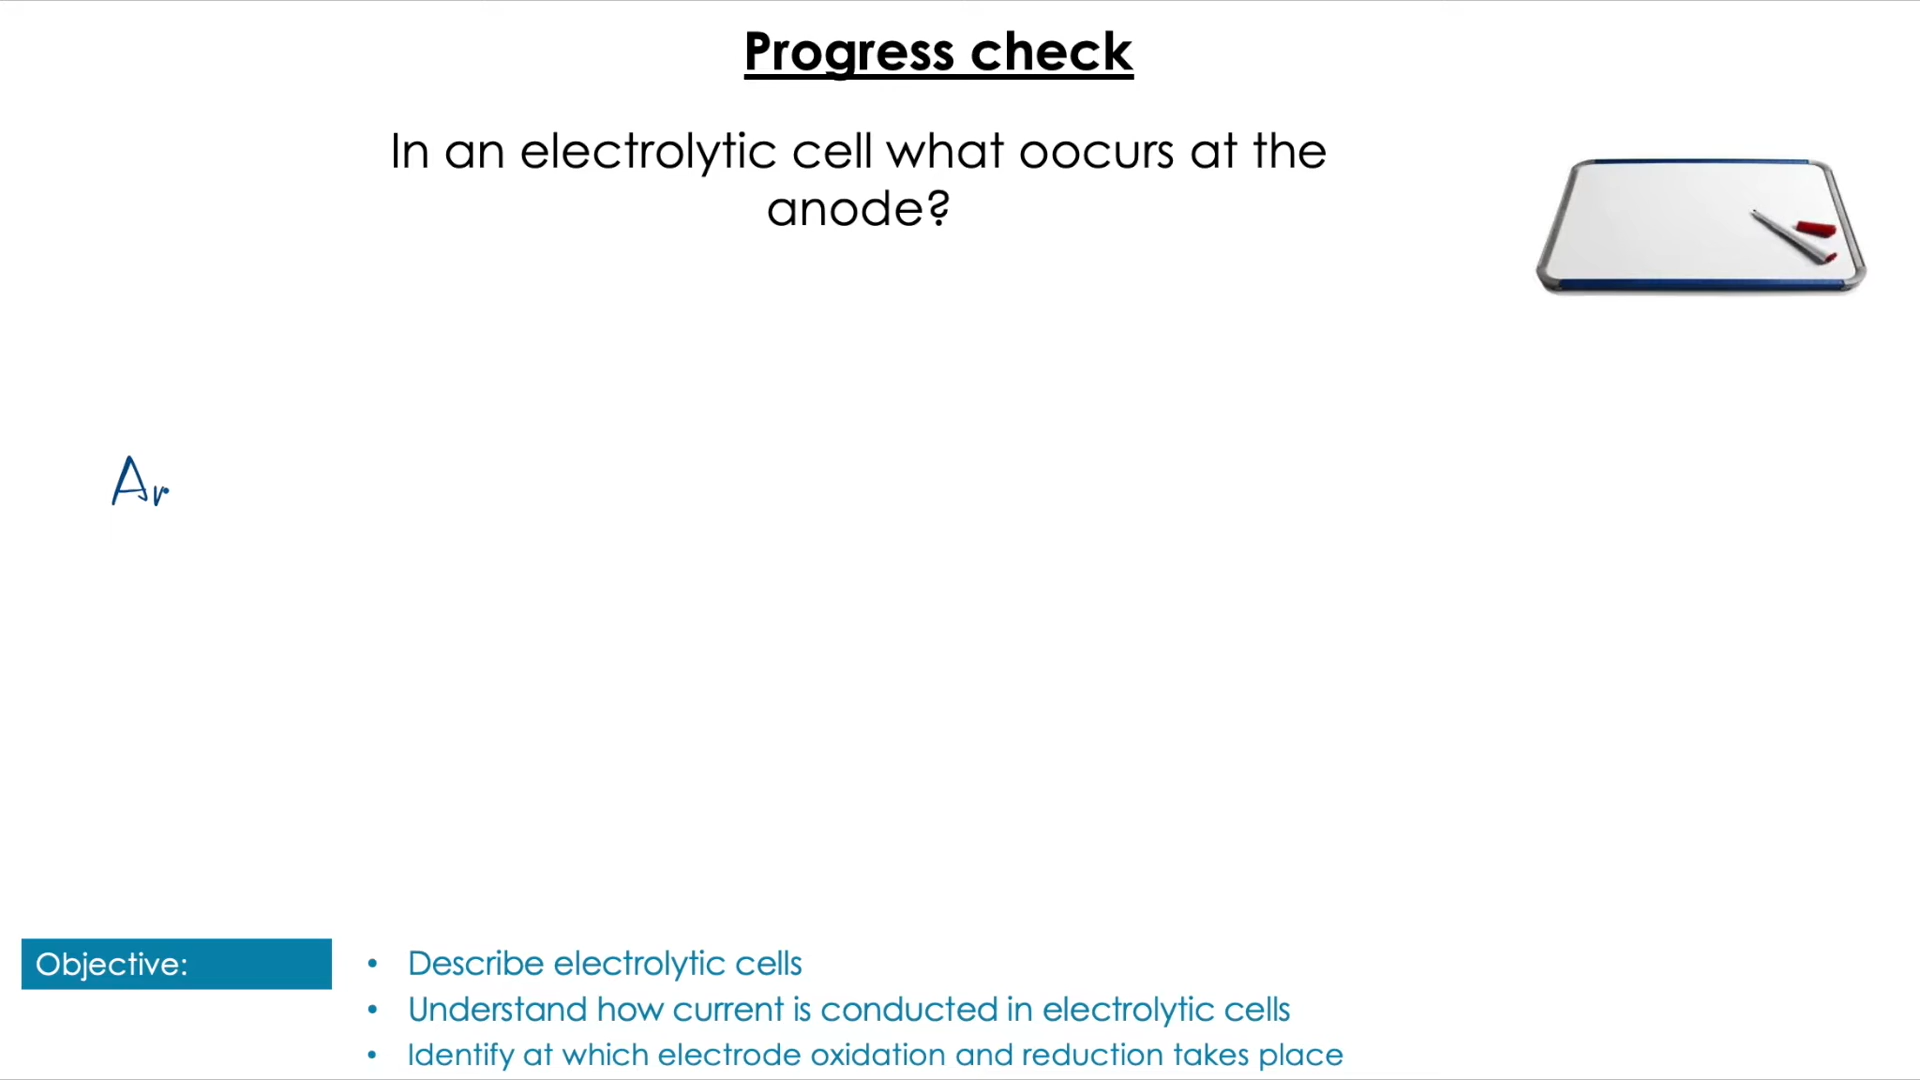 Progress check
In an electrolytic cell what oocurs at the
anode?
Ar
Objective:
• Describe electrolytic cells
• Understand how current is conducted in electrolytic cells
• Identify at which electrode oxidation and reduction takes place